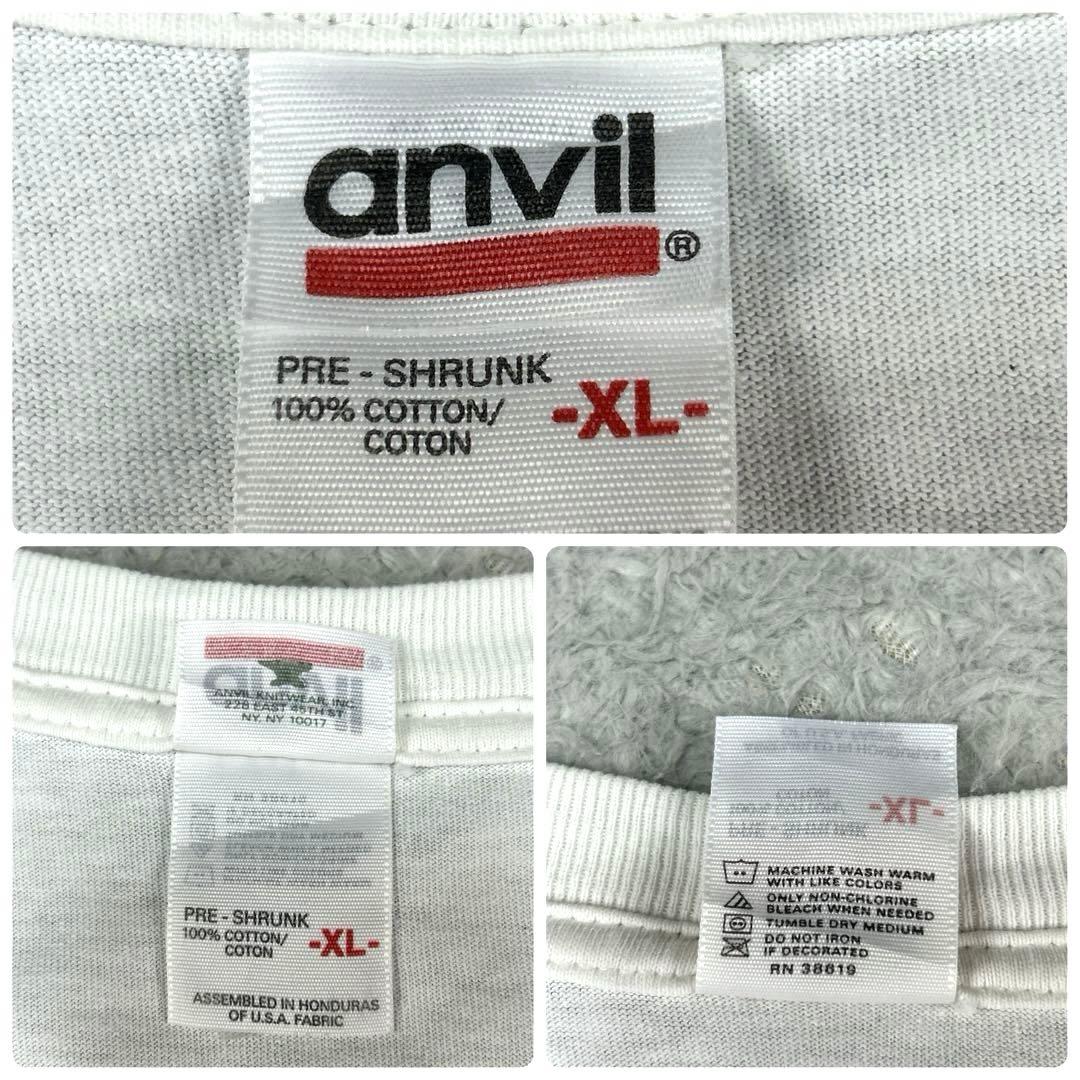 anvil
®
PRE - SHRUNK
100% COTTON/
COTON
-XL-
ANVIL KNITWEAR, INC.
228 EAST 45TH ST
NY, NY 10017
PRE - SHRUNK
100% COTTON/
COTON
-XL-
ASSEMBLED IN HONDURAS
OF U.S.A. FABRIC
MACHINE WASH WARM
WITH LIKE COLORS
ONLY NON-CHLORINE
BLEACH WHEN NEEDED
TUMBLE DRY MEDIUM
DO NOT IRON
IF DECORATED
RN 38619